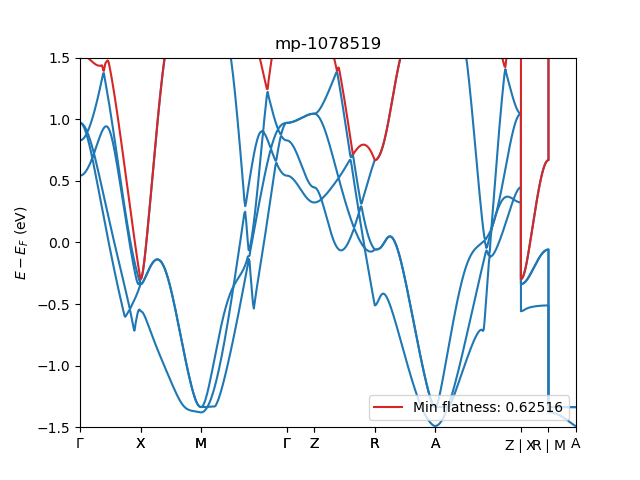 mp-1078519
1.5
1.0
0.5
0.0
−0.5
−1.0
−1.5
E − E_F (eV)
Min flatness: 0.62516
Γ X M Γ Z R A Z | X R | M A